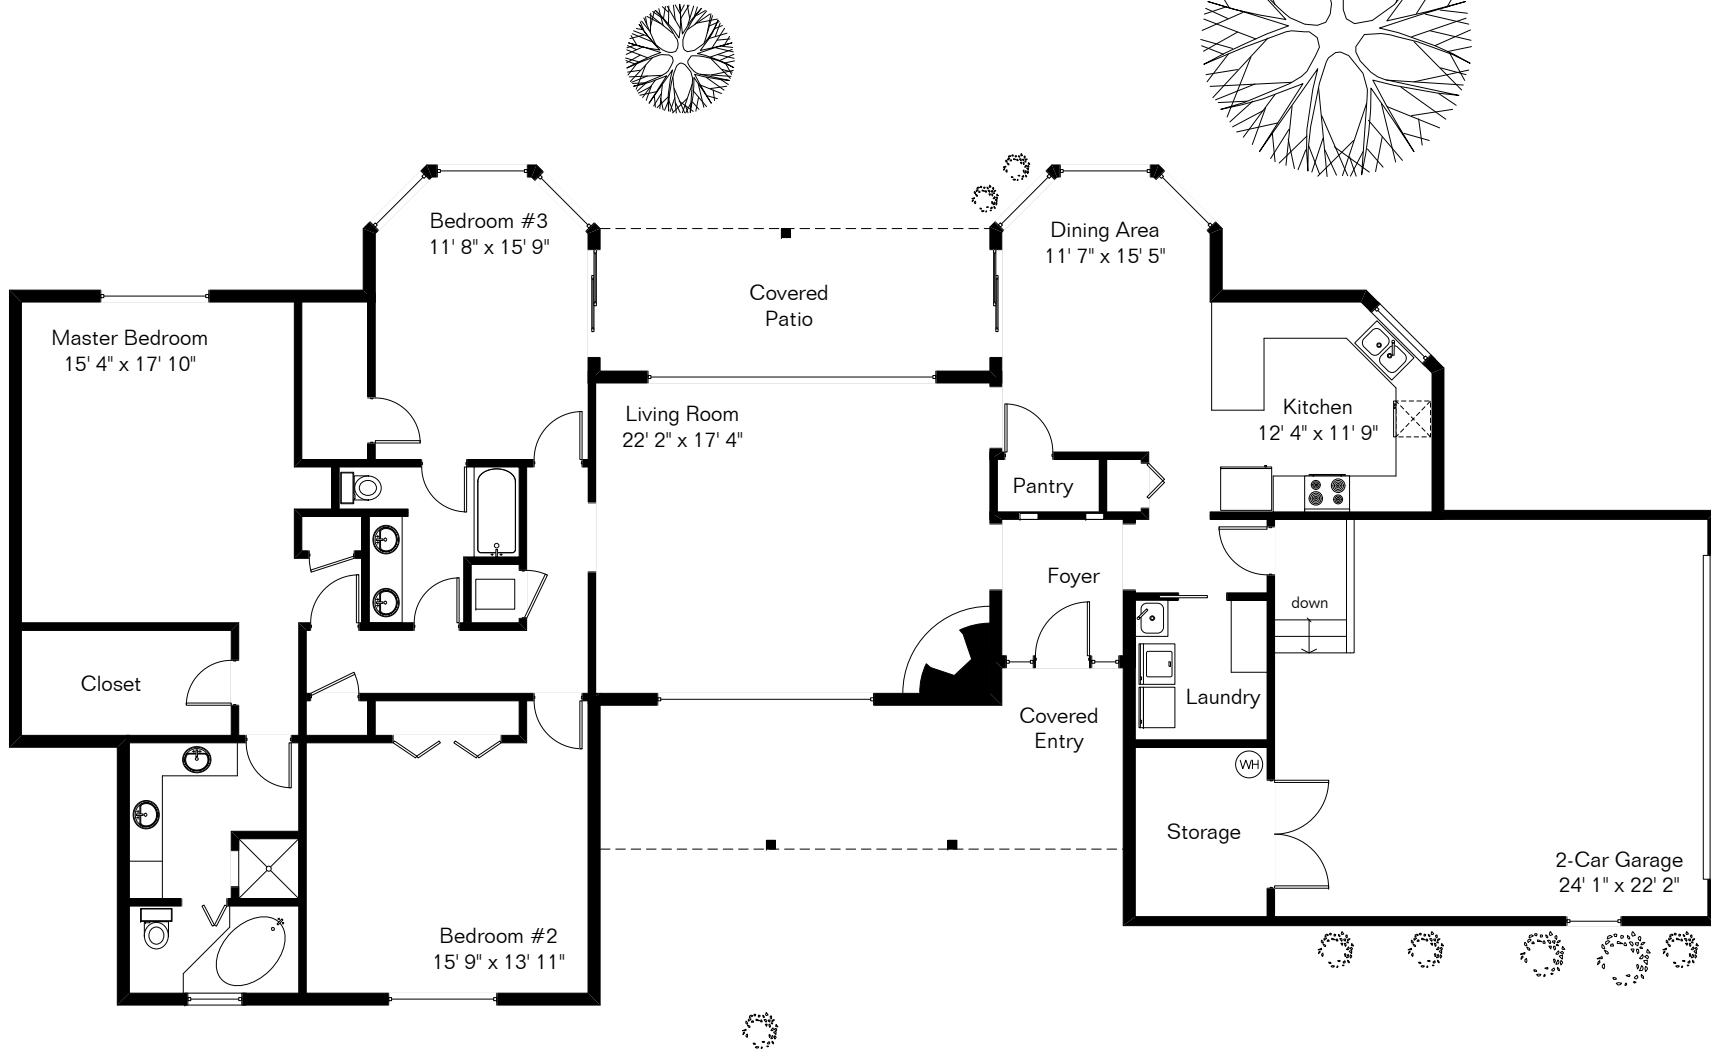 Bedroom #3
11' 8" x 15' 9"
Dining Area
11' 7" x 15' 5"
Covered
Patio
Master Bedroom
15' 4" x 17' 10"
Living Room
22' 2" x 17' 4"
Kitchen
12' 4" x 11' 9"
Pantry
Foyer
down
Closet
Laundry
Covered
Entry
WH
Storage
2-Car Garage
24' 1" x 22' 2"
Bedroom #2
15' 9" x 13' 11"